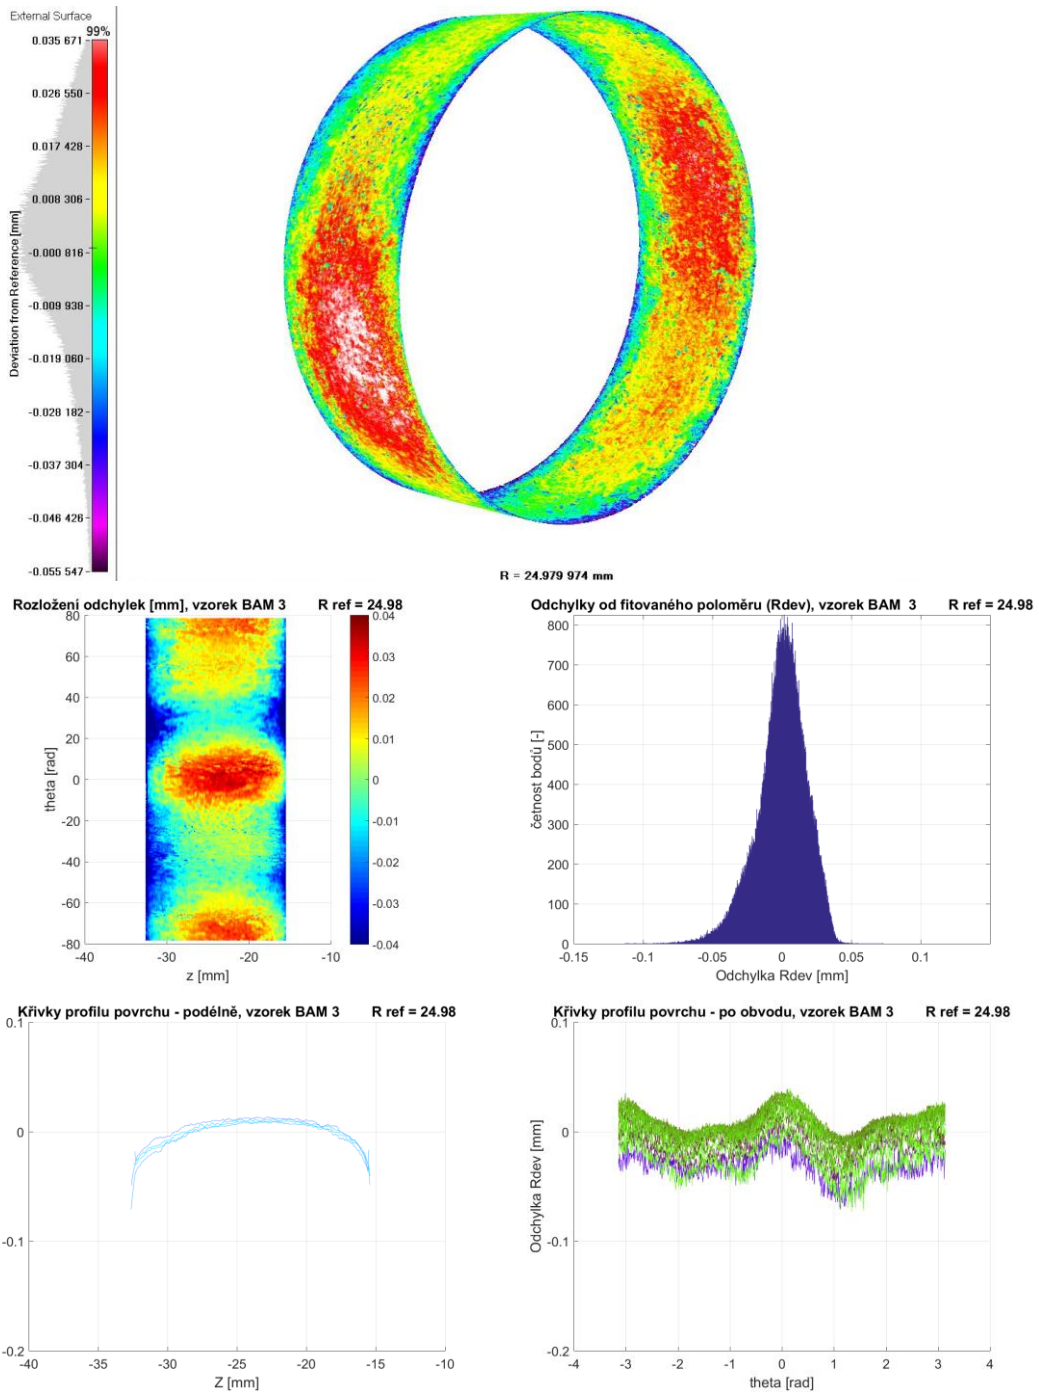 External Surface
99%
0.035 671
0.026 550
0.017 428
0.008 306
-0.000 816
-0.009 938
-0.019 060
-0.028 182
-0.037 304
-0.046 426
-0.055 547
Deviation from Reference [mm]
R = 24.979 974 mm
Rozložení odchylek [mm], vzorek BAM 3 R ref = 24.98
80
60
40
20
0
-20
-40
-60
-80
theta [rad]
-40 -30 -20 -10
z [mm]
0.04
0.03
0.02
0.01
0
-0.01
-0.02
-0.03
-0.04
Odchylky od fitovaného poloměru (Rdev), vzorek BAM 3 R ref = 24.98
800
700
600
500
400
300
200
100
0
četnost bodů [-]
-0.15 -0.1 -0.05 0 0.05 0.1
Odchylka Rdev [mm]
Křivky profilu povrchu - podélně, vzorek BAM 3 R ref = 24.98
0.1
0
-0.1
-0.2
-40 -35 -30 -25 -20 -15 -10
Z [mm]
Křivky profilu povrchu - po obvodu, vzorek BAM 3 R ref = 24.98
0.1
0
-0.1
-0.2
Odchylka Rdev [mm]
-4 -3 -2 -1 0 1 2 3 4
theta [rad]